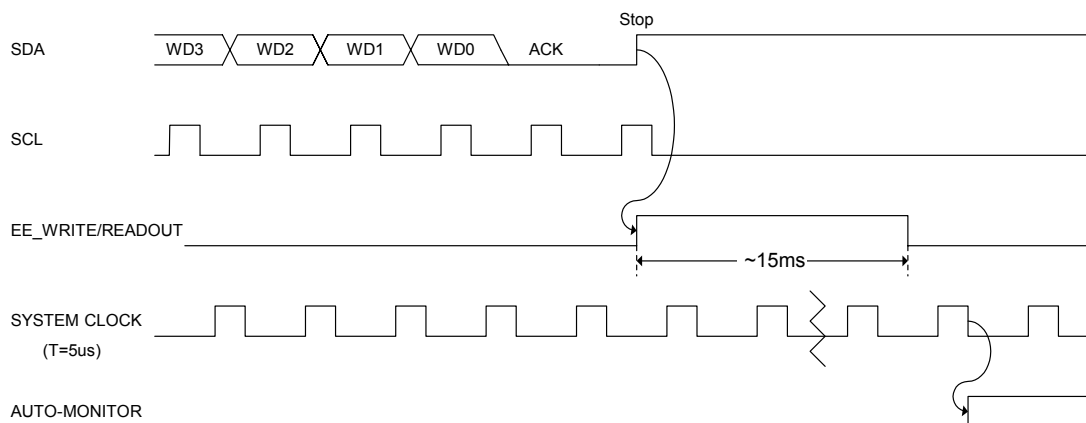 Stop
SDA WD3 WD2 WD1 WD0 ACK
SCL
EE_WRITE/READOUT
~15ms
SYSTEM CLOCK
(T=5us)
AUTO-MONITOR